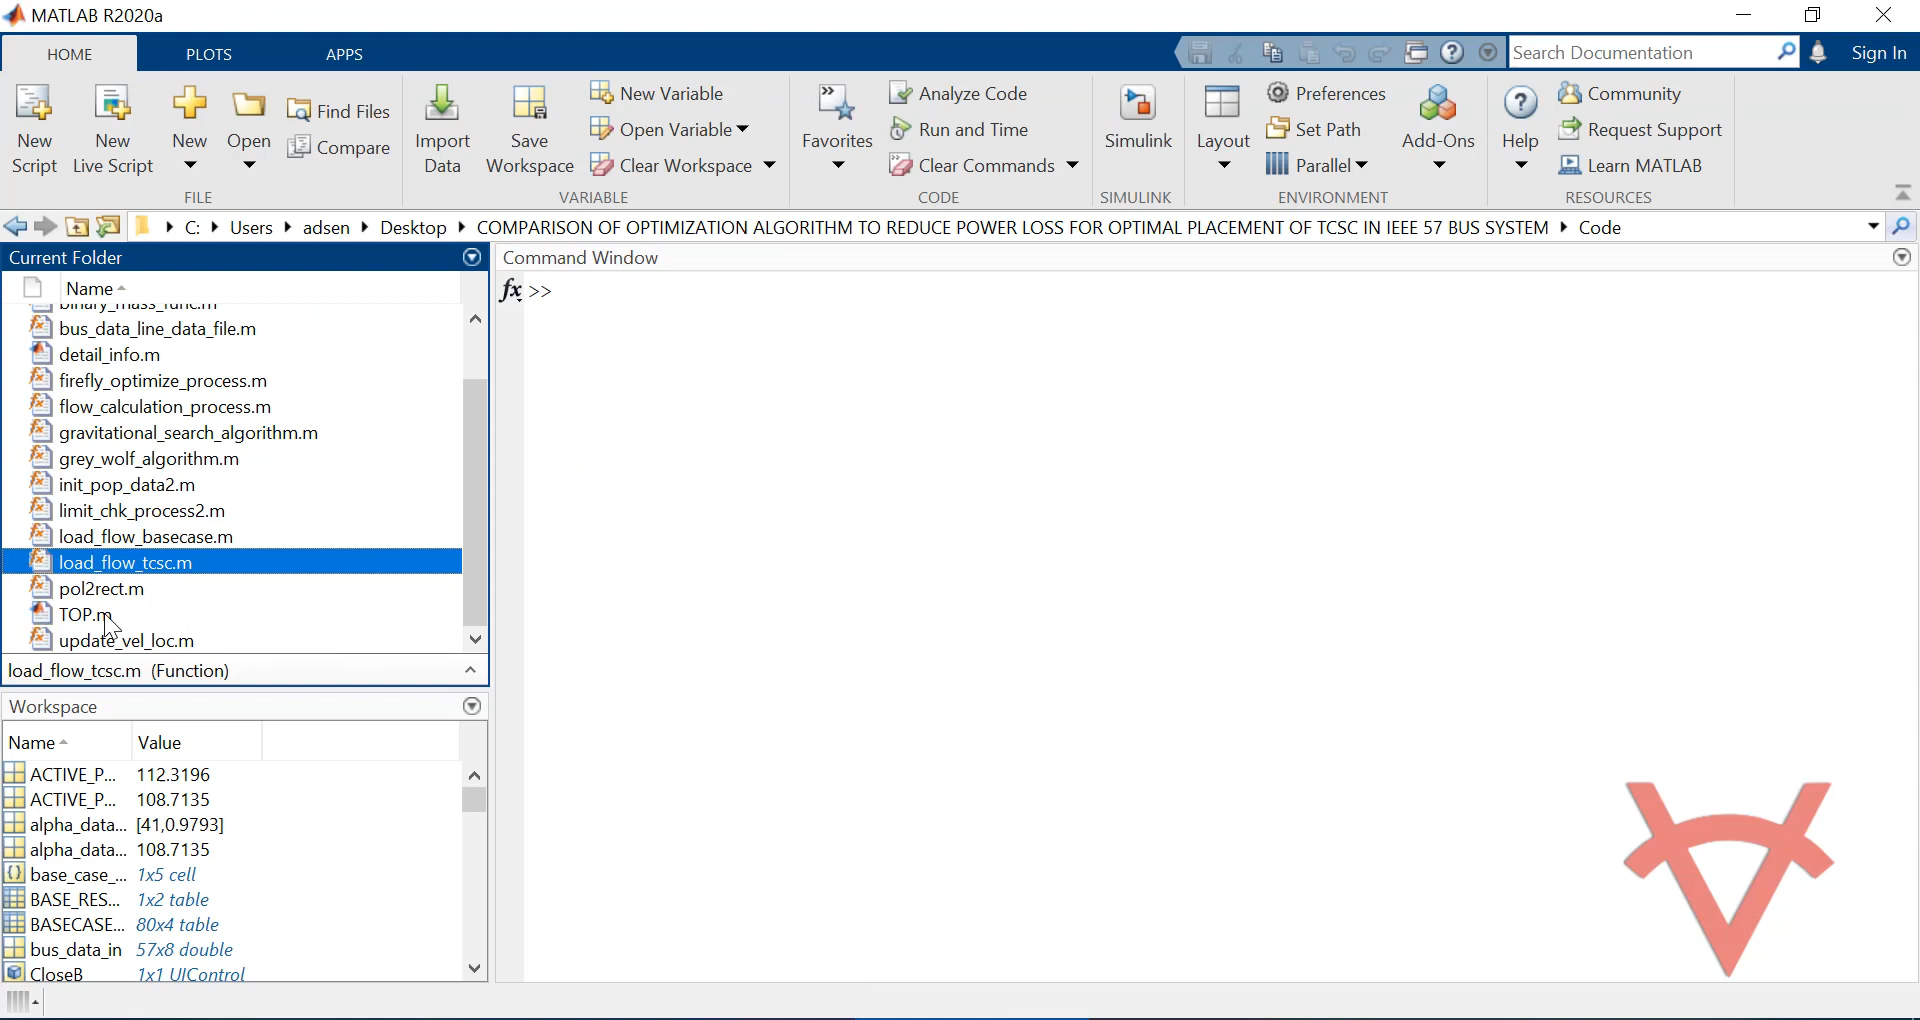 MATLAB R2020a
HOME PLOTS APPS
Search Documentation
Sign In
New Script
New Live Script
New
Open
Find Files
Compare
FILE
Import Data
Save Workspace
New Variable
Open Variable
Clear Workspace
VARIABLE
Favorites
Analyze Code
Run and Time
Clear Commands
CODE
Simulink
SIMULINK
Layout
Preferences
Set Path
Parallel
Add-Ons
ENVIRONMENT
Help
Community
Request Support
Learn MATLAB
RESOURCES
C: Users adsen Desktop COMPARISON OF OPTIMIZATION ALGORITHM TO REDUCE POWER LOSS FOR OPTIMAL PLACEMENT OF TCSC IN IEEE 57 BUS SYSTEM Code
Current Folder
Name
binary_mass_func.m
bus_data_line_data_file.m
detail_info.m
firefly_optimize_process.m
flow_calculation_process.m
gravitational_search_algorithm.m
grey_wolf_algorithm.m
init_pop_data2.m
limit_chk_process2.m
load_flow_basecase.m
load_flow_tcsc.m
pol2rect.m
TOP.m
update_vel_loc.m
load_flow_tcsc.m (Function)
Workspace
Name Value
ACTIVE_P... 112.3196
ACTIVE_P... 108.7135
alpha_data... [41,0.9793]
alpha_data... 108.7135
base_case_... 1x5 cell
BASE_RES... 1x2 table
BASECASE... 80x4 table
bus_data_in 57x8 double
CloseB 1x1 UIControl
Command Window
fx >>